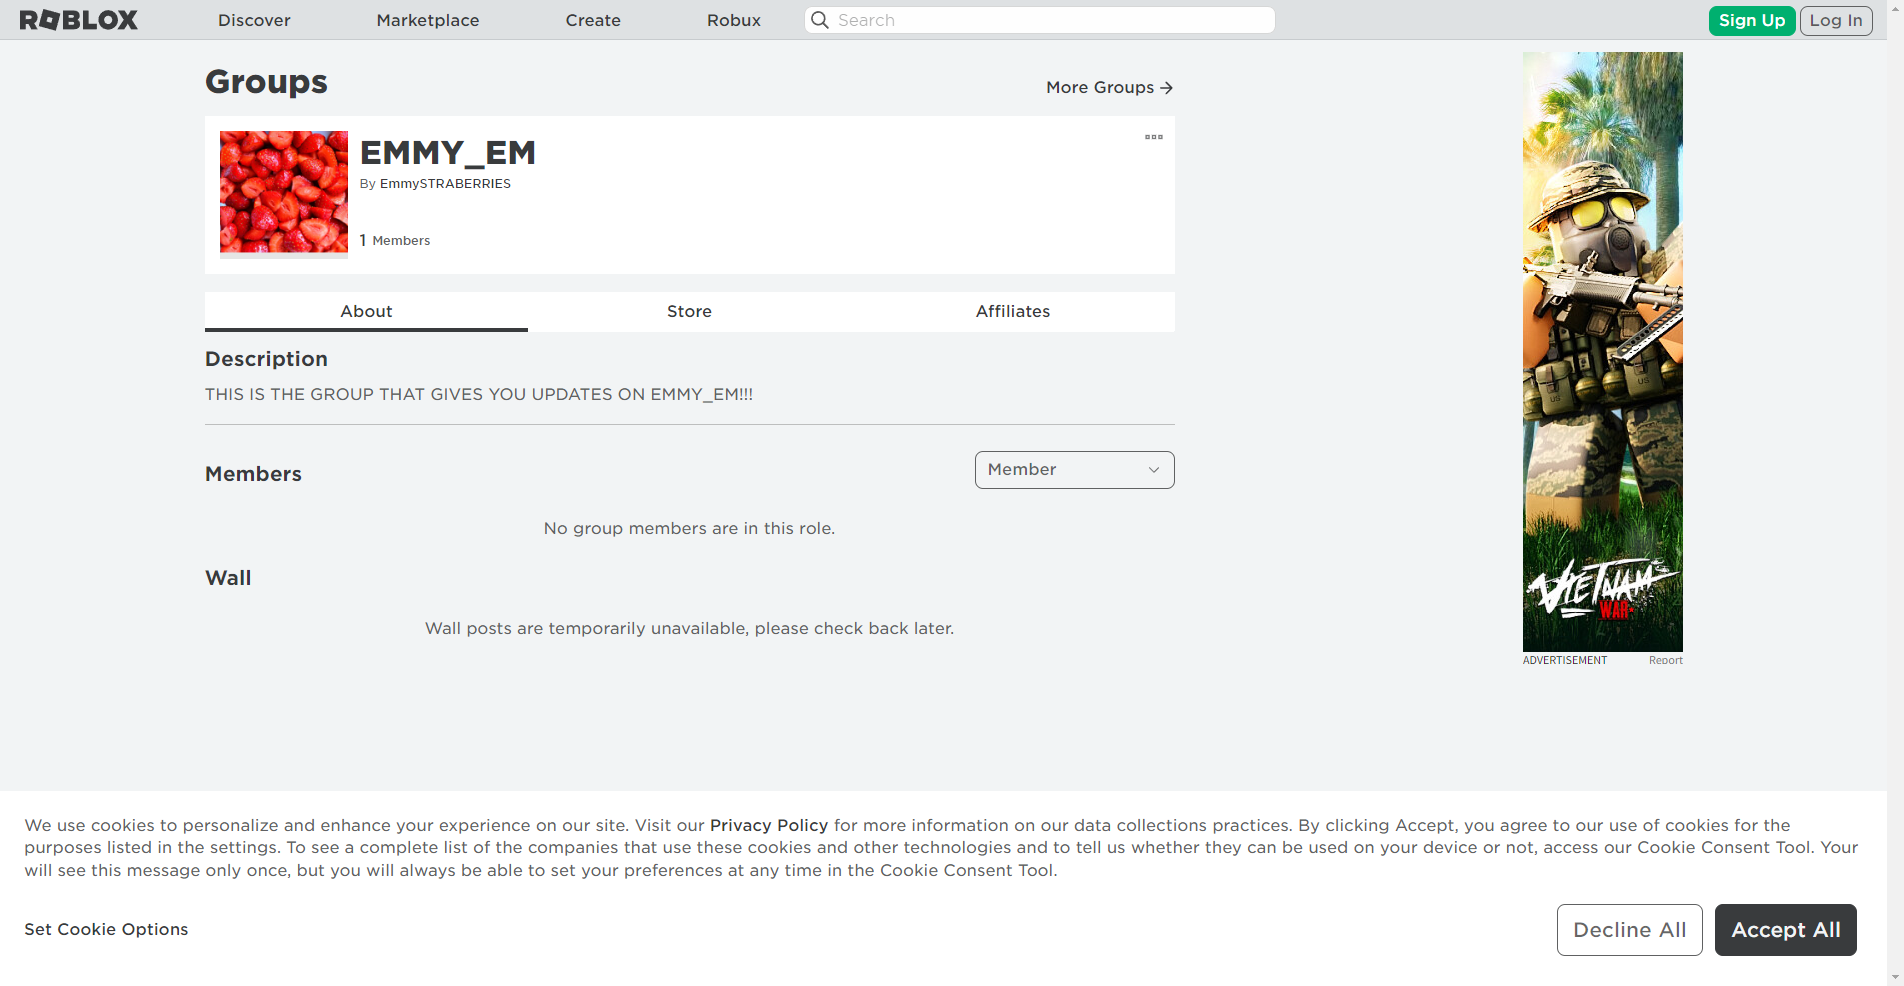 ROBLOX
Discover
Marketplace
Create
Robux
Search
Sign Up
Log In
Groups
More Groups
EMMY_EM
By EmmySTRABERRIES
1 Members
About
Store
Affiliates
Description
THIS IS THE GROUP THAT GIVES YOU UPDATES ON EMMY_EM!!!
Members
Member
No group members are in this role.
Wall
Wall posts are temporarily unavailable, please check back later.
US
US
VIETNAM
WAR
ADVERTISEMENT
Report
We use cookies to personalize and enhance your experience on our site. Visit our Privacy Policy for more information on our data collections practices. By clicking Accept, you agree to our use of cookies for the
purposes listed in the settings. To see a complete list of the companies that use these cookies and other technologies and to tell us whether they can be used on your device or not, access our Cookie Consent Tool. Your
will see this message only once, but you will always be able to set your preferences at any time in the Cookie Consent Tool.
Set Cookie Options
Decline All
Accept All